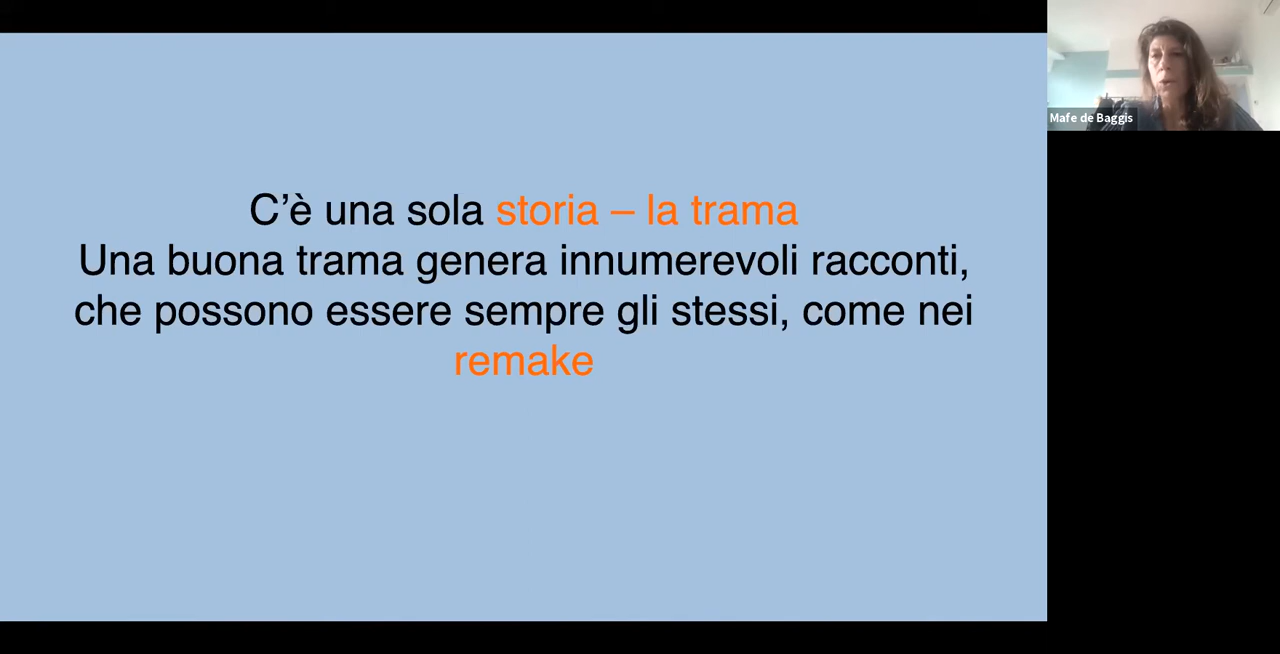 C’è una sola storia – la trama
Una buona trama genera innumerevoli racconti,
che possono essere sempre gli stessi, come nei
remake
Mafe de Baggis